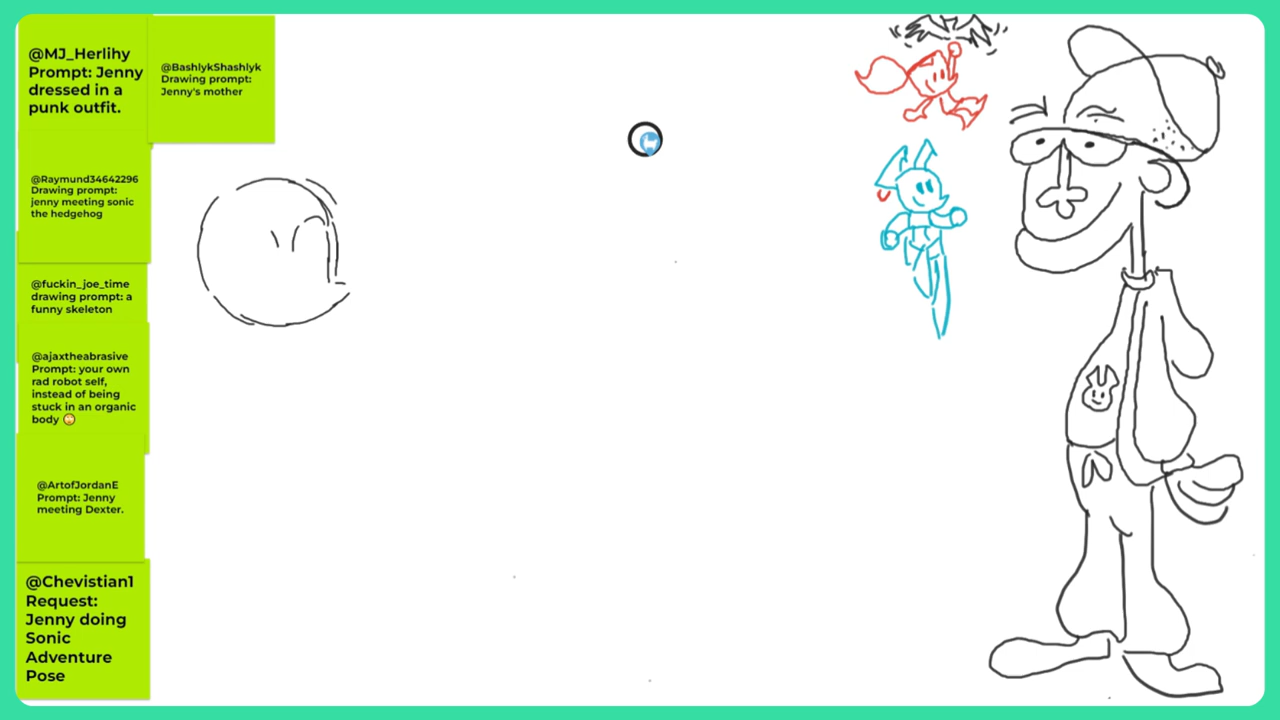 @MJ_Herlihy
Prompt: Jenny
dressed in a
punk outfit.
@BashlykShashlyk
Drawing prompt:
Jenny's mother
@Raymund34642296
Drawing prompt:
jenny meeting sonic
the hedgehog
@fuckin_joe_time
drawing prompt: a
funny skeleton
@ajaxtheabrasive
Prompt: your own
rad robot self,
instead of being
stuck in an organic
body 😳
@ArtofJordanE
Prompt: Jenny
meeting Dexter.
@Chevistian1
Request:
Jenny doing
Sonic
Adventure
Pose